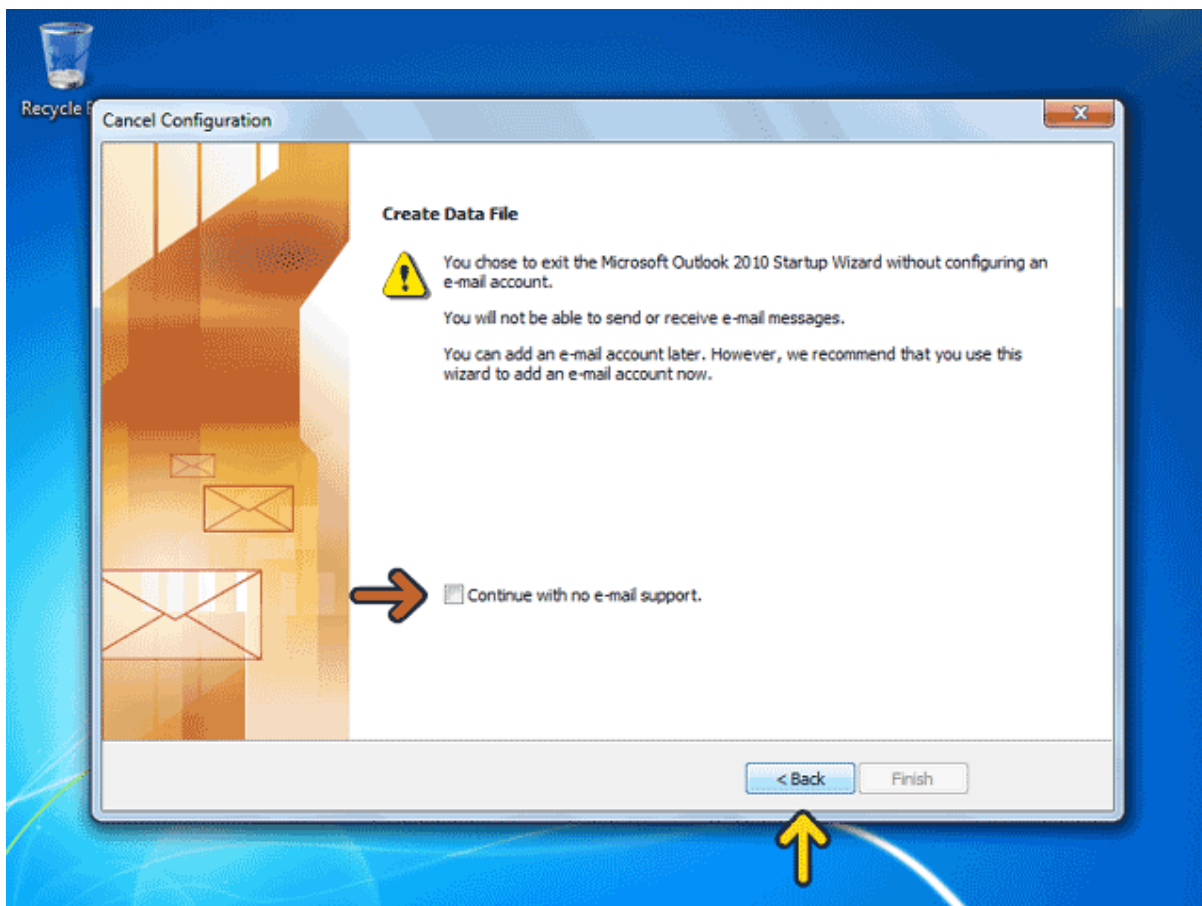 Recycle
Cancel Configuration
Create Data File
You chose to exit the Microsoft Outlook 2010 Startup Wizard without configuring an
e-mail account.
You will not be able to send or receive e-mail messages.
You can add an e-mail account later. However, we recommend that you use this
wizard to add an e-mail account now.
Continue with no e-mail support.
< Back
Finish